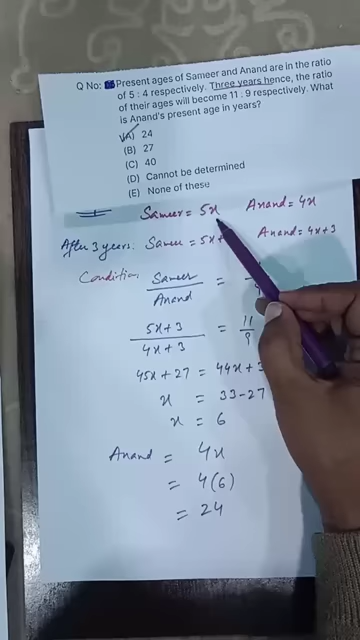 Q No: Present ages of Sameer and Anand are in the ratio
of 5 : 4 respectively. Three years hence, the ratio
of their ages will become 11 : 9 respectively. What
is Anand's present age in years?
(A) 24
(B) 27
(C) 40
(D) Cannot be determined
(E) None of these
Sameer = 5x Anand = 4x
After 3 years: Sameer = 5x+ Anand = 4x+3
Condition, Sameer / Anand =
5x+3 / 4x+3 = 11 / 9
45x+27 = 44x+3
x = 33-27
x = 6
Anand = 4x
= 4(6)
= 24